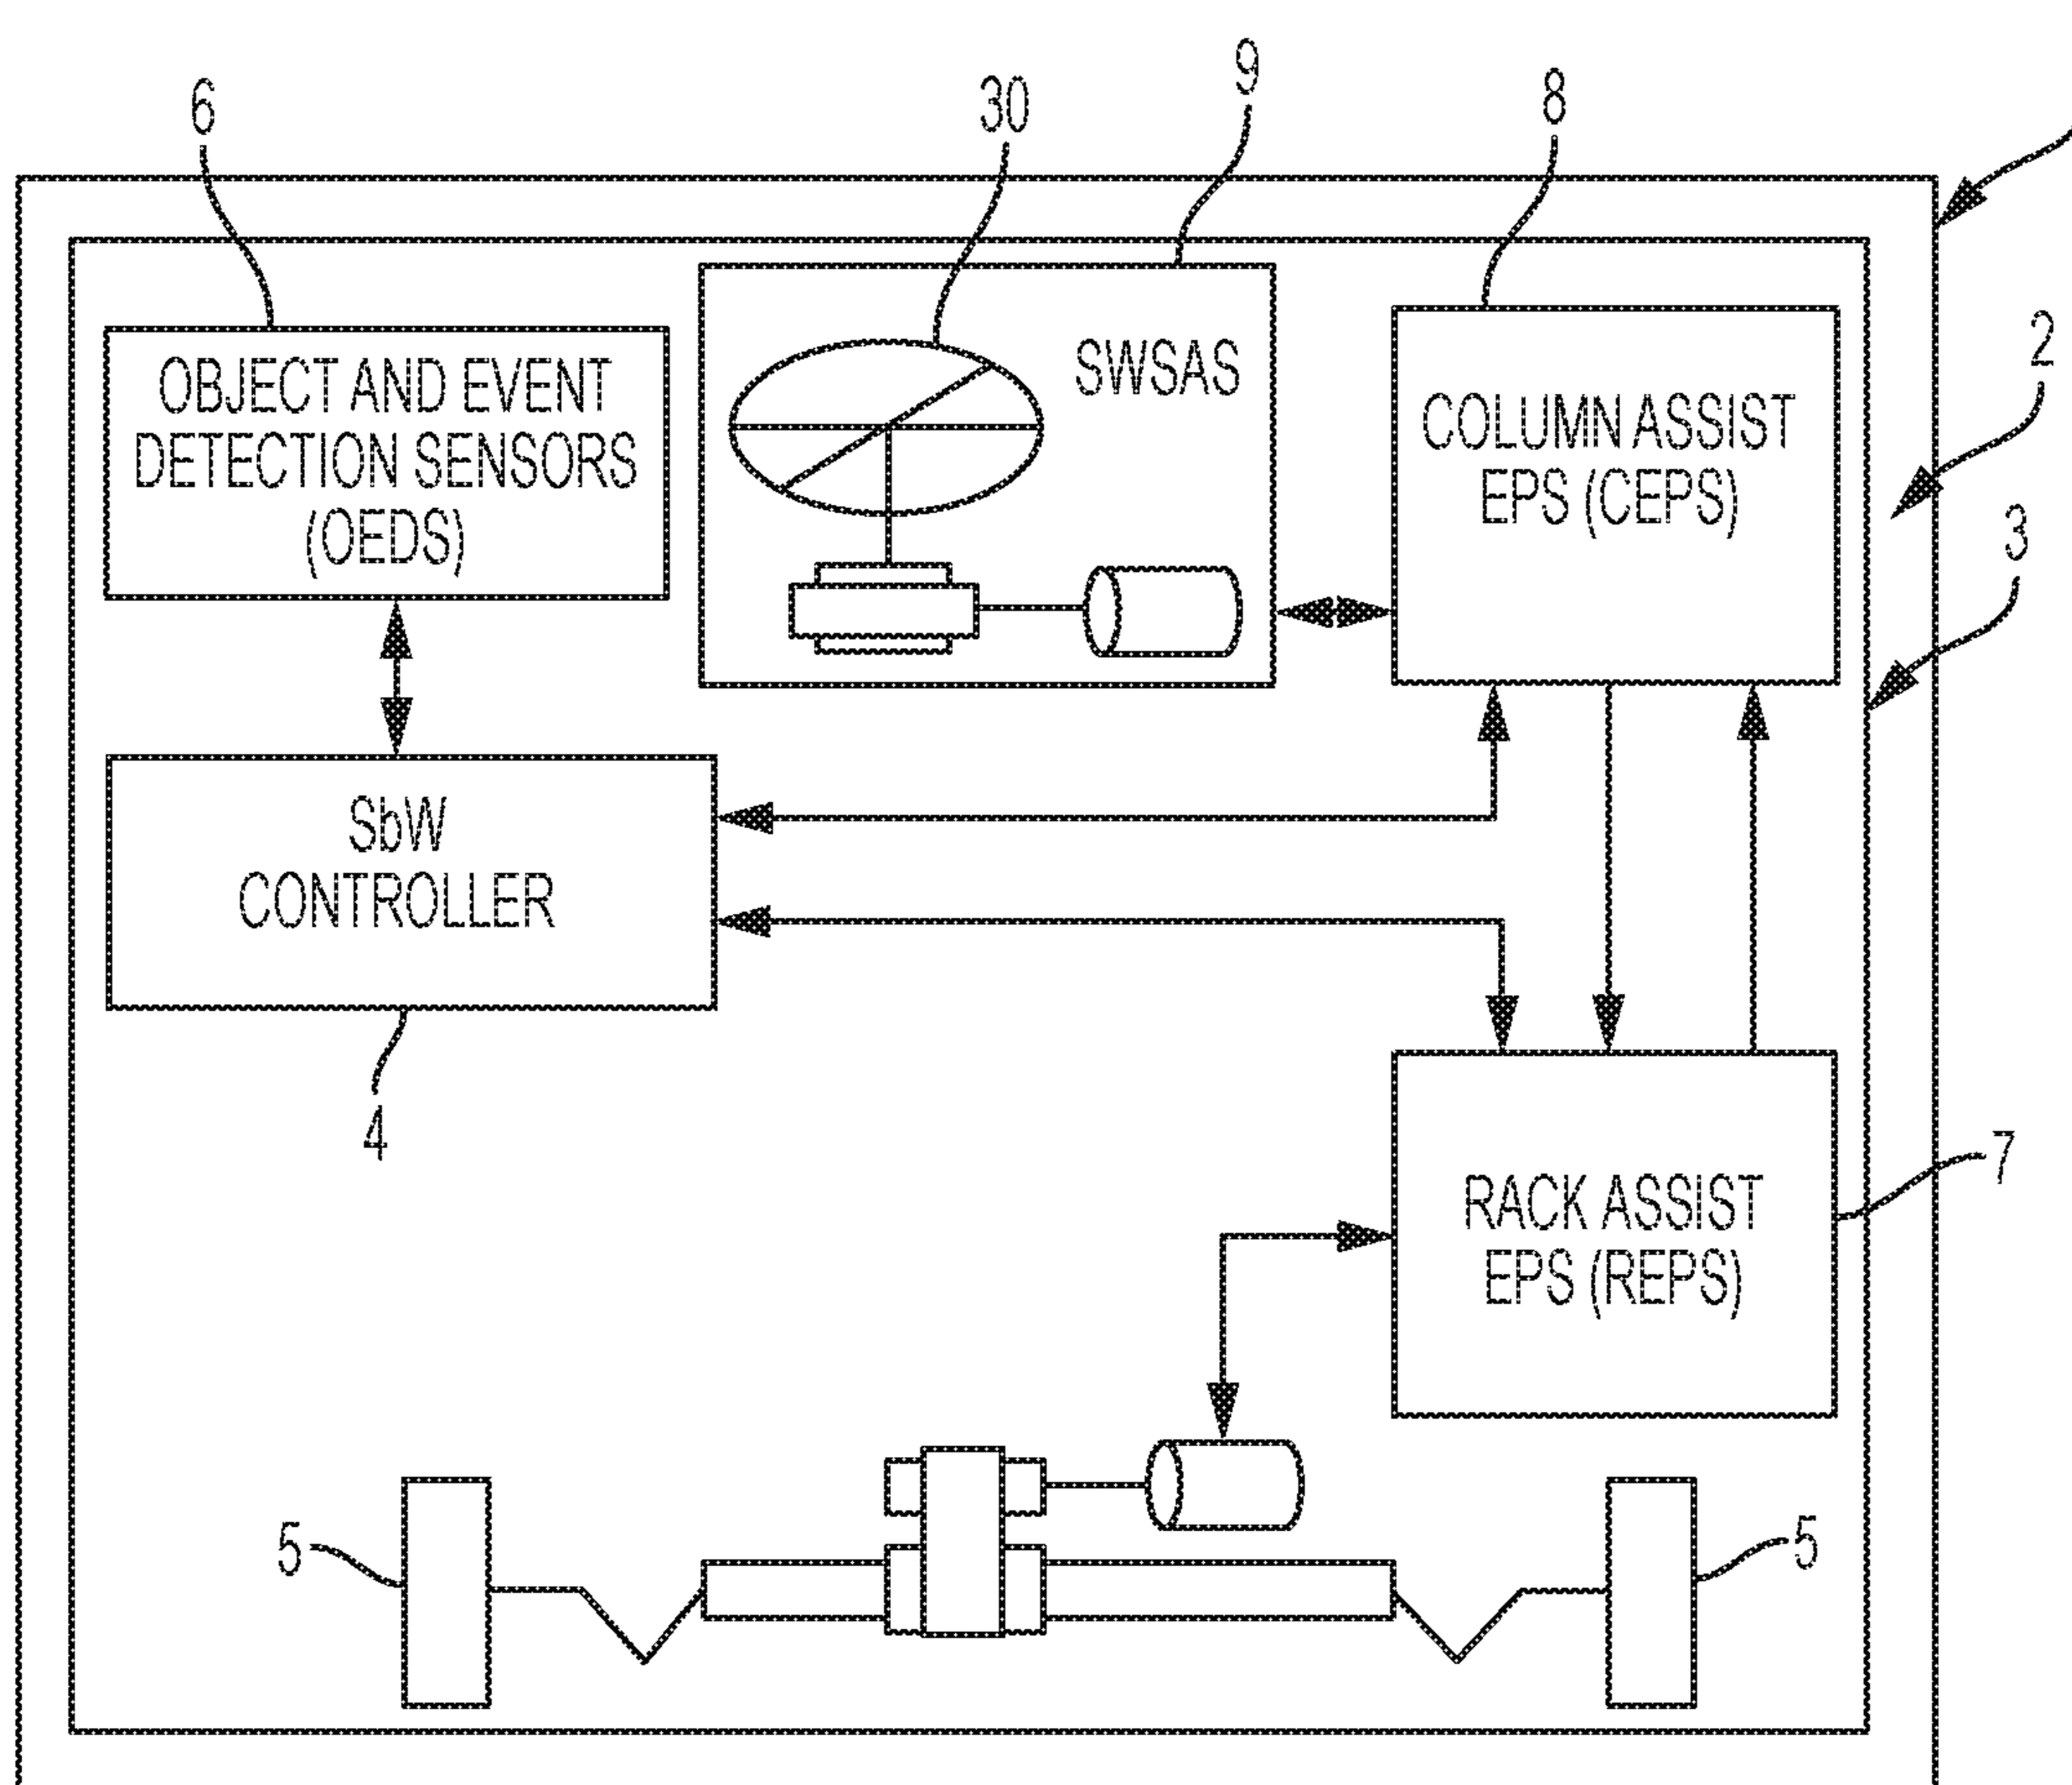 9
6
30
8
2
OBJECT AND EVENT
DETECTION SENSORS
(OEDS)
SWSAS
COLUMN ASSIST
EPS (CEPS)
3
SbW
CONTROLLER
4
7
RACK ASSIST
EPS (REPS)
5
5